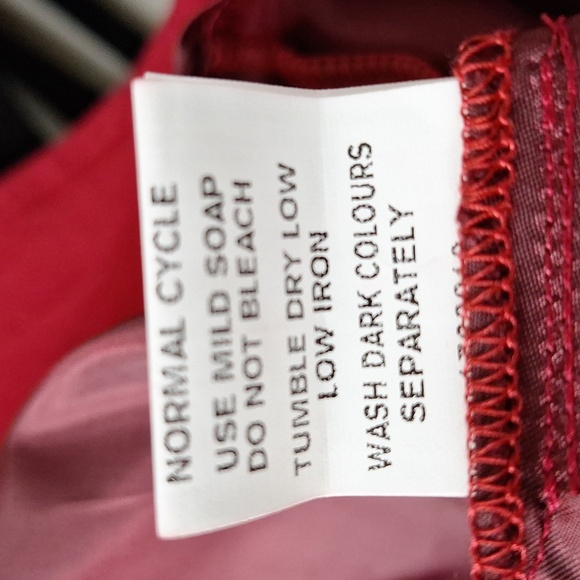 NORMAL CYCLE
USE MILD SOAP
DO NOT BLEACH
TUMBLE DRY LOW
LOW IRON
WASH DARK COLOURS
SEPARATELY